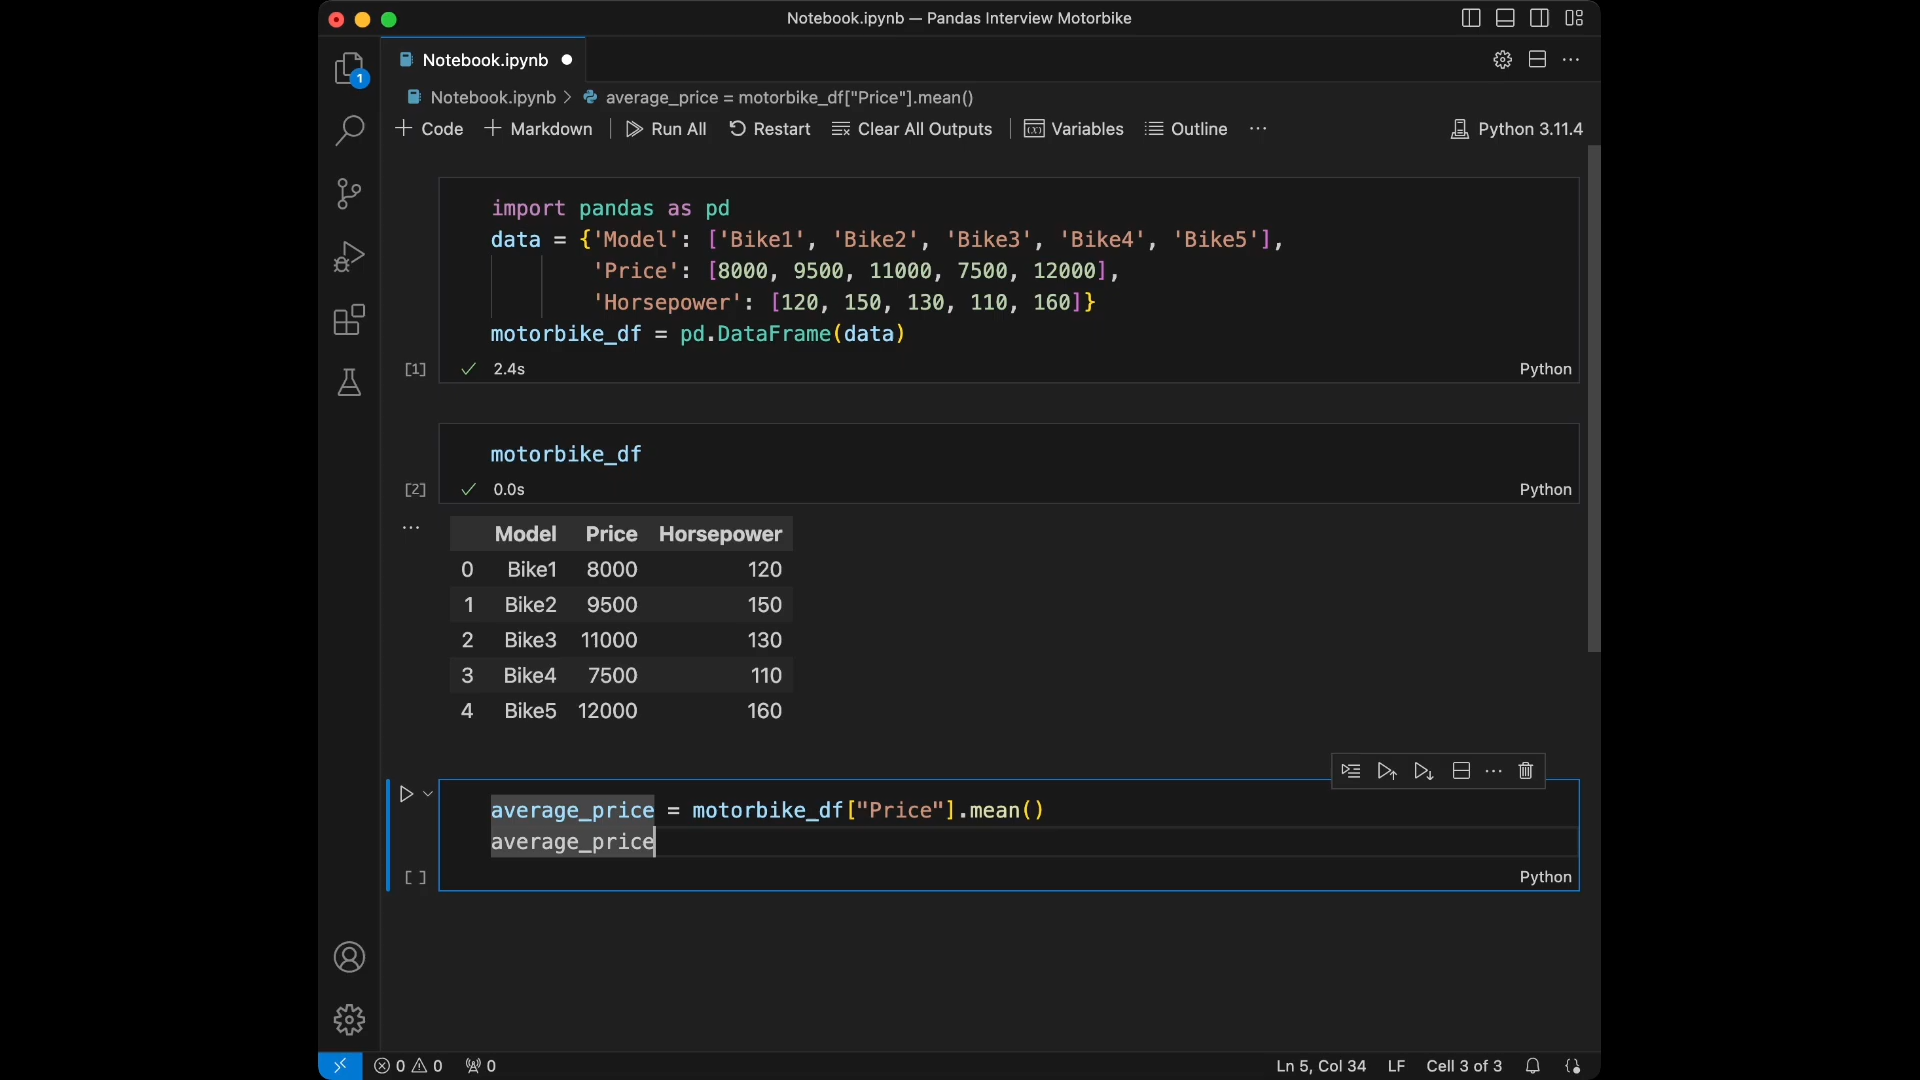 Notebook.ipynb — Pandas Interview Motorbike
1
Notebook.ipynb
Notebook.ipynb > average_price = motorbike_df["Price"].mean()
+ Code + Markdown Run All Restart Clear All Outputs Variables Outline ··· Python 3.11.4
import pandas as pd
data = {'Model': ['Bike1', 'Bike2', 'Bike3', 'Bike4', 'Bike5'],
'Price': [8000, 9500, 11000, 7500, 12000],
'Horsepower': [120, 150, 130, 110, 160]}
motorbike_df = pd.DataFrame(data)
[1] ✓ 2.4s Python
motorbike_df
[2] ✓ 0.0s Python
Model Price Horsepower
0 Bike1 8000 120
1 Bike2 9500 150
2 Bike3 11000 130
3 Bike4 7500 110
4 Bike5 12000 160
average_price = motorbike_df["Price"].mean()
average_price
[ ] Python
0 0 0 Ln 5, Col 34 LF Cell 3 of 3